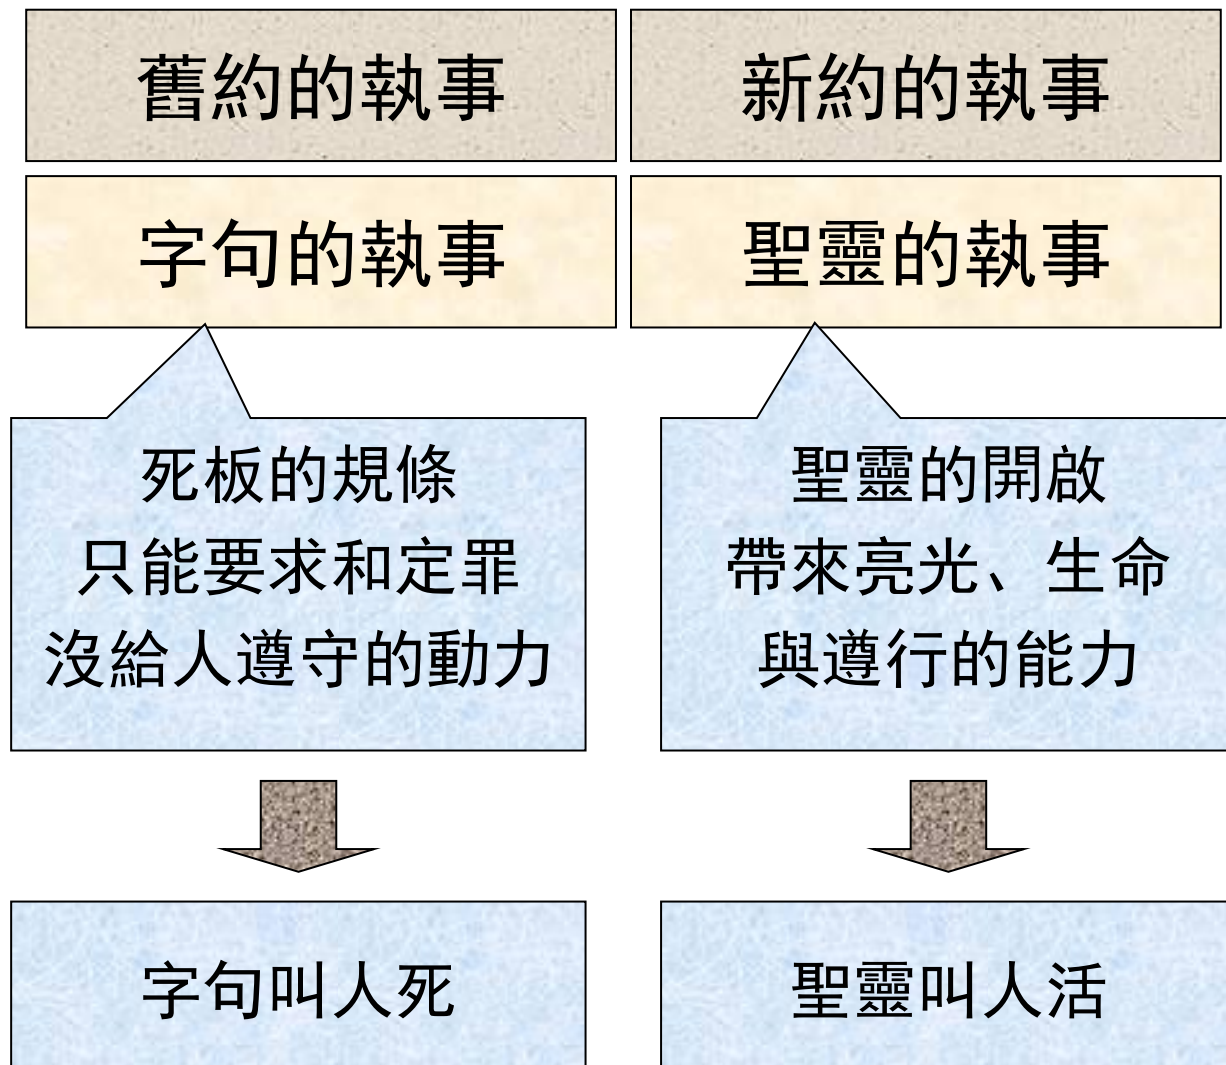 舊約的執事
新約的執事
字句的執事
聖靈的執事
死板的規條
只能要求和定罪
沒給人遵守的動力
聖靈的開啟
帶來亮光、生命
與遵行的能力
字句叫人死
聖靈叫人活